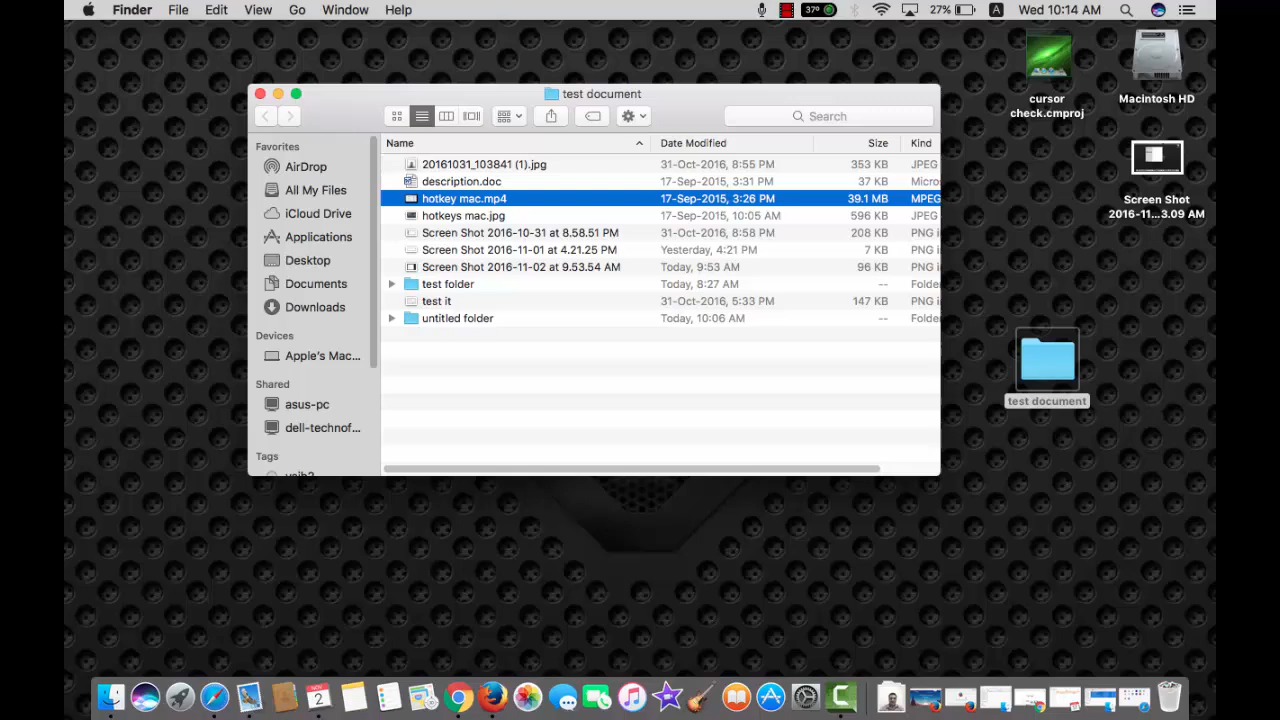 Finder File Edit View Go Window Help 37° 27% A Wed 10:14 AM
test document
Search
Name Date Modified Size Kind
20161031_103841 (1).jpg 31-Oct-2016, 8:55 PM 353 KB JPEG
description.doc 17-Sep-2015, 3:31 PM 37 KB Micro
hotkey mac.mp4 17-Sep-2015, 3:26 PM 39.1 MB MPEG
hotkeys mac.jpg 17-Sep-2015, 10:05 AM 596 KB JPEG
Screen Shot 2016-10-31 at 8.58.51 PM 31-Oct-2016, 8:58 PM 208 KB PNG i
Screen Shot 2016-11-01 at 4.21.25 PM Yesterday, 4:21 PM 7 KB PNG i
Screen Shot 2016-11-02 at 9.53.54 AM Today, 9:53 AM 96 KB PNG i
test folder Today, 8:27 AM -- Folder
test it 31-Oct-2016, 5:33 PM 147 KB PNG i
untitled folder Today, 10:06 AM -- Folder
Favorites
AirDrop
All My Files
iCloud Drive
Applications
Desktop
Documents
Downloads
Devices
Apple's Mac...
Shared
asus-pc
dell-technof...
Tags
cursor
check.cmproj
Macintosh HD
Screen Shot
2016-11...3.09 AM
test document
NOV
2